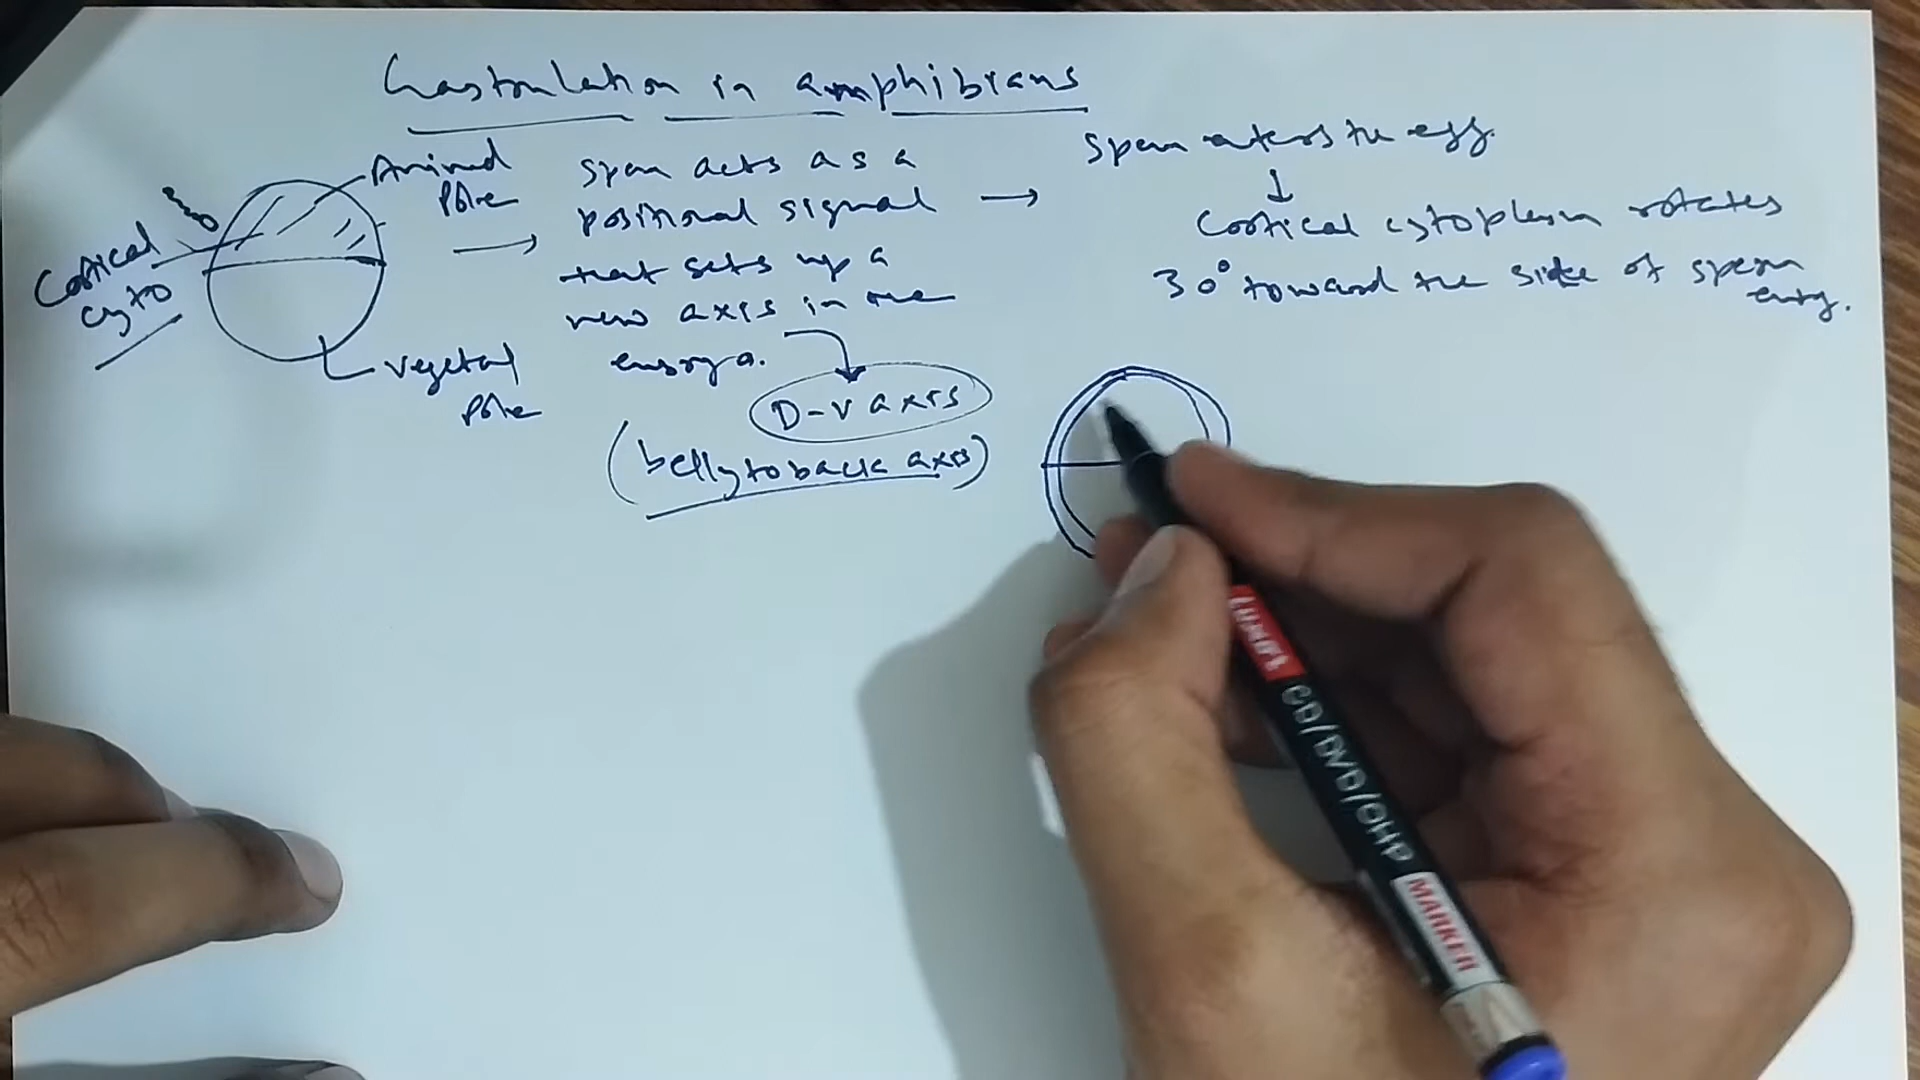 Gastrulation in amphibians
Animal
Pole
Cortical
cyto
vegetal
Pole
sperm acts as a
positional signal
that sets up a
new axis in the
embryo.
D-V axis
(belly to back axis)
sperm enters the egg.
Cortical cytoplasm rotates
30° toward the side of sperm
entry.
Luxor
CD/DVD/OHP
MARKER